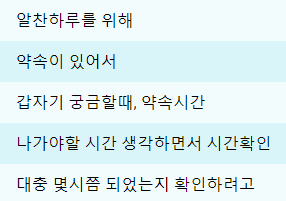 알찬하루를 위해
약속이 있어서
갑자기 궁금할때, 약속시간
나가야할 시간 생각하면서 시간확인
대충 몇시쯤 되었는지 확인하려고